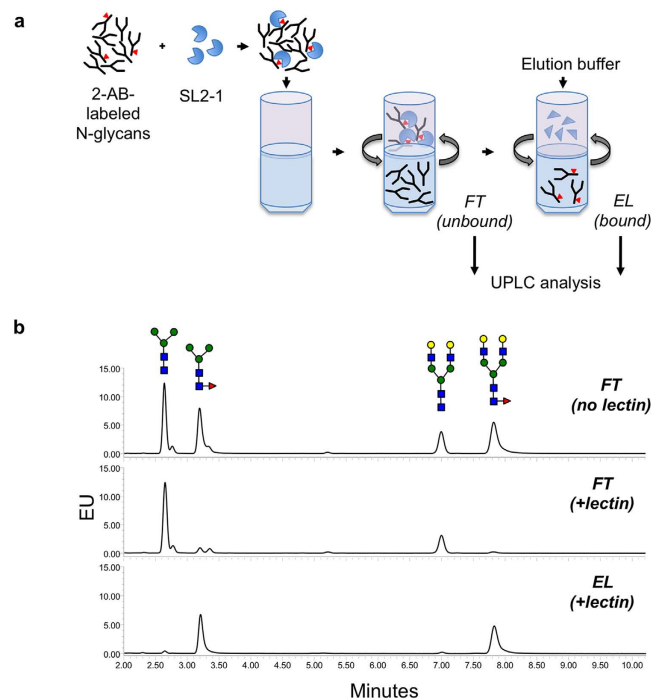 a
2-AB-
labeled
N-glycans
+
SL2-1
Elution buffer
FT
(unbound)
EL
(bound)
UPLC analysis
b
15.00
10.00
5.00
0.00
FT
(no lectin)
15.00
10.00
5.00
0.00
FT
(+lectin)
EU
15.00
10.00
5.00
0.00
EL
(+lectin)
2.00 2.50 3.00 3.50 4.00 4.50 5.00 5.50 6.00 6.50 7.00 7.50 8.00 8.50 9.00 9.50 10.00
Minutes